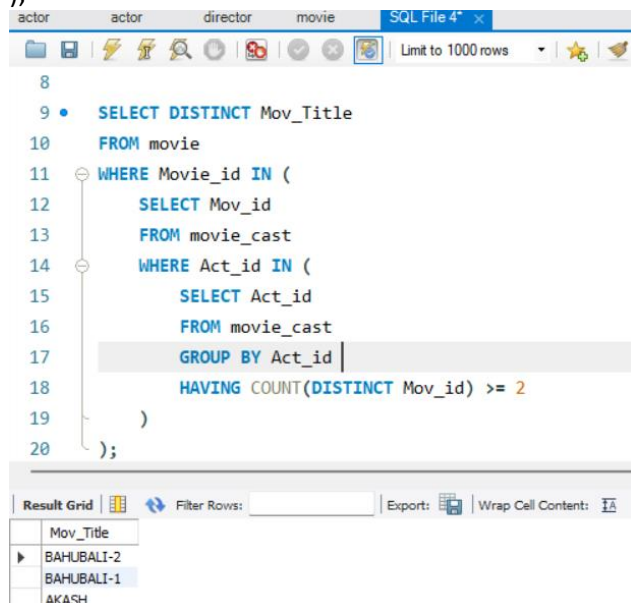 ));
actor actor director movie SQL File 4* ×
Limit to 1000 rows
8
9 SELECT DISTINCT Mov_Title
10 FROM movie
11 WHERE Movie_id IN (
12 SELECT Mov_id
13 FROM movie_cast
14 WHERE Act_id IN (
15 SELECT Act_id
16 FROM movie_cast
17 GROUP BY Act_id
18 HAVING COUNT(DISTINCT Mov_id) >= 2
19 )
20 );
Result Grid Filter Rows: Export: Wrap Cell Content: IA
Mov_Title
BAHUBALI-2
BAHUBALI-1
AKASH